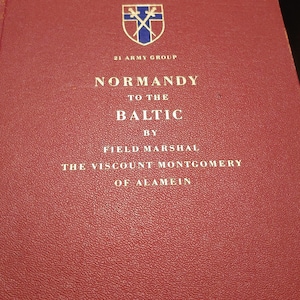 21 ARMY GROUP
NORMANDY
TO THE
BALTIC
BY
FIELD MARSHAL
THE VISCOUNT MONTGOMERY
OF ALAMEIN